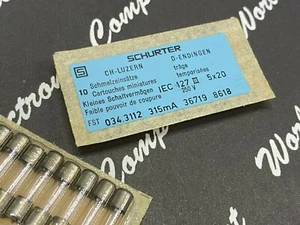 SCHURTER
CH-LUZERN D-ENDINGEN
10 Schmelzeinsätze träge
Cartouches miniatures temporisées
Kleines Schaltvermögen IEC 127 III 5x20
Faible pouvoir de coupure 250 V
FST 034.3112 315mA 36719 8618